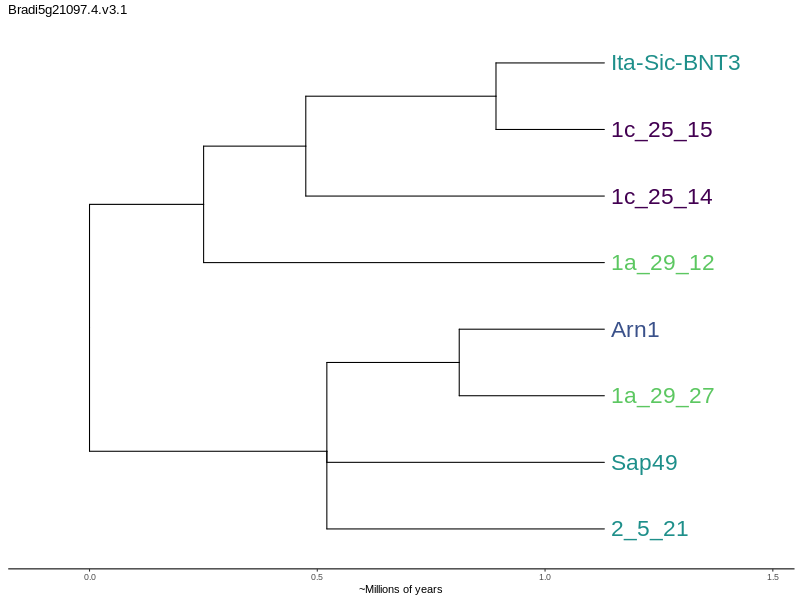 Bradi5g21097.4.v3.1
Ita-Sic-BNT3
1c_25_15
1c_25_14
1a_29_12
Arn1
1a_29_27
Sap49
2_5_21
0.0 0.5 1.0 1.5
~Millions of years